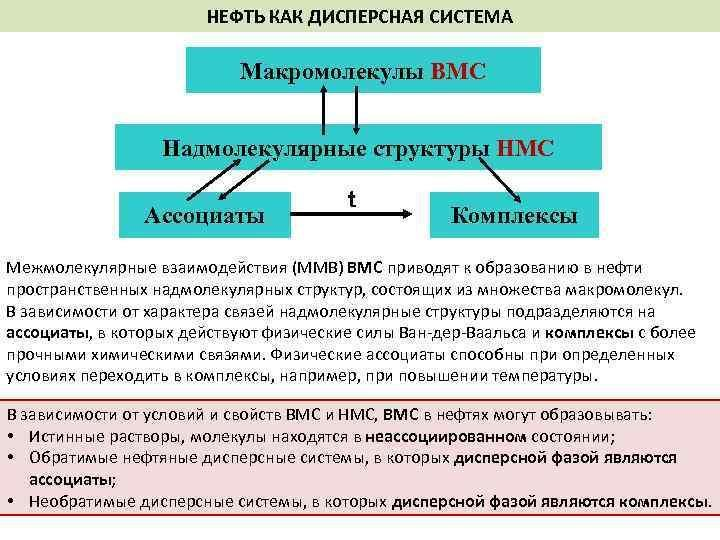 НЕФТЬ КАК ДИСПЕРСНАЯ СИСТЕМА
Макромолекулы ВМС
Надмолекулярные структуры НМС
Ассоциаты
t
Комплексы
Межмолекулярные взаимодействия (ММВ) ВМС приводят к образованию в нефти
пространственных надмолекулярных структур, состоящих из множества макромолекул.
В зависимости от характера связей надмолекулярные структуры подразделяются на
ассоциаты, в которых действуют физические силы Ван-дер-Ваальса и комплексы с более
прочными химическими связями. Физические ассоциаты способны при определенных
условиях переходить в комплексы, например, при повышении температуры.
В зависимости от условий и свойств ВМС и НМС, ВМС в нефтях могут образовывать:
• Истинные растворы, молекулы находятся в неассоциированном состоянии;
• Обратимые нефтяные дисперсные системы, в которых дисперсной фазой являются
ассоциаты;
• Необратимые дисперсные системы, в которых дисперсной фазой являются комплексы.